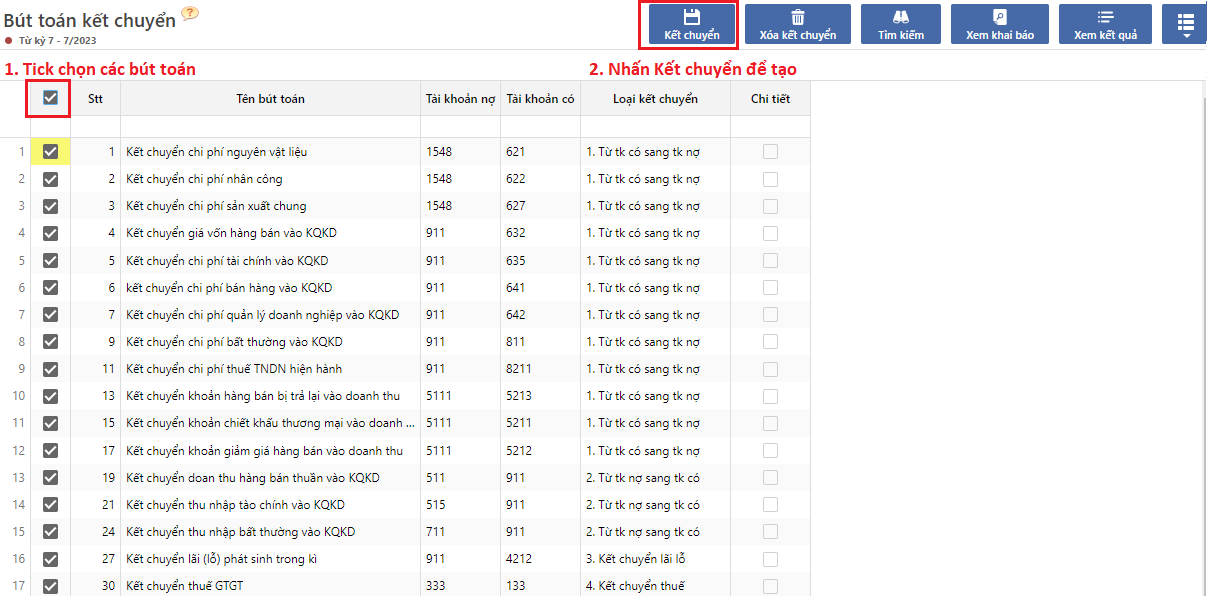 Bút toán kết chuyển ?
Từ kỳ 7 - 7/2023
Kết chuyển Xóa kết chuyển Tìm kiếm Xem khai báo Xem kết quả
1. Tick chọn các bút toán 2. Nhấn Kết chuyển để tạo
Stt Tên bút toán Tài khoản nợ Tài khoản có Loại kết chuyển Chi tiết
1 1 Kết chuyển chi phí nguyên vật liệu 1548 621 1. Từ tk có sang tk nợ
2 2 Kết chuyển chi phí nhân công 1548 622 1. Từ tk có sang tk nợ
3 3 Kết chuyển chi phí sản xuất chung 1548 627 1. Từ tk có sang tk nợ
4 4 Kết chuyển giá vốn hàng bán vào KQKD 911 632 1. Từ tk có sang tk nợ
5 5 Kết chuyển chi phí tài chính vào KQKD 911 635 1. Từ tk có sang tk nợ
6 6 kết chuyển chi phí bán hàng vào KQKD 911 641 1. Từ tk có sang tk nợ
7 7 Kết chuyển chi phí quản lý doanh nghiệp vào KQKD 911 642 1. Từ tk có sang tk nợ
8 9 Kết chuyển chi phí bất thường vào KQKD 911 811 1. Từ tk có sang tk nợ
9 11 Kết chuyển chi phí thuế TNDN hiện hành 911 8211 1. Từ tk có sang tk nợ
10 13 Kết chuyển khoản hàng bán bị trả lại vào doanh thu 5111 5213 1. Từ tk có sang tk nợ
11 15 Kết chuyển khoản chiết khấu thương mại vào doanh ... 5111 5211 1. Từ tk có sang tk nợ
12 17 Kết chuyển khoản giảm giá hàng bán vào doanh thu 5111 5212 1. Từ tk có sang tk nợ
13 19 Kết chuyển doan thu hàng bán thuần vào KQKD 511 911 2. Từ tk nợ sang tk có
14 21 Kết chuyển thu nhập tào chính vào KQKD 515 911 2. Từ tk nợ sang tk có
15 24 Kết chuyển thu nhập bất thường vào KQKD 711 911 2. Từ tk nợ sang tk có
16 27 Kết chuyển lãi (lỗ) phát sinh trong kì 911 4212 3. Kết chuyển lãi lỗ
17 30 Kết chuyển thuế GTGT 333 133 4. Kết chuyển thuế